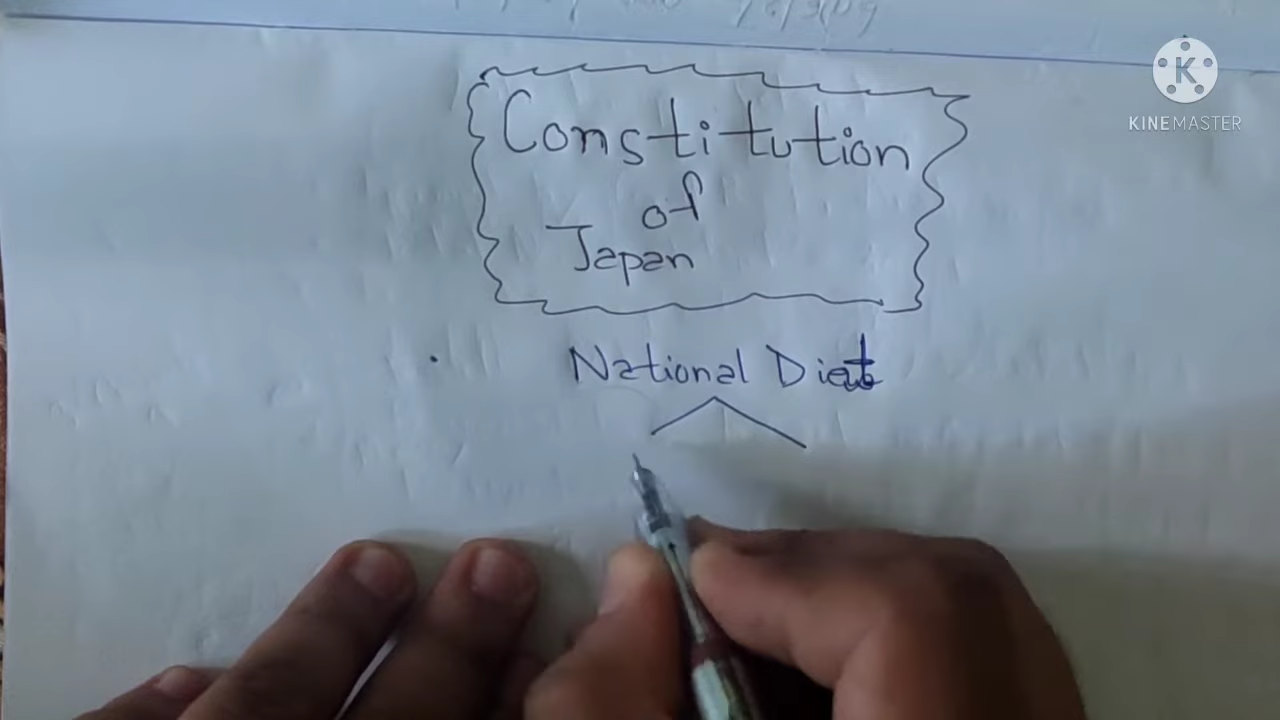 Constitution
of
Japan
National Diet
K
KINEMASTER